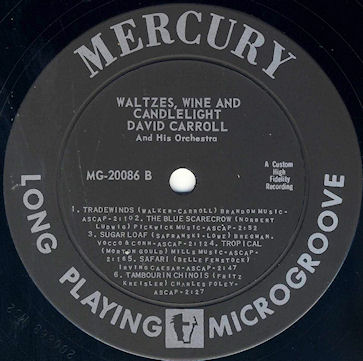 MERCURY
WALTZES, WINE AND
CANDLELIGHT
DAVID CARROLL
And His Orchestra
MG-20086 B
A Custom
High
Fidelity
Recording
1. TRADEWINDS (WALKER-CARROLL) BRANDOM MUSIC-
ASCAP-2:10 2. THE BLUE SCARECROW (NORBERT
LUDWIG) PICKWICK MUSIC-ASCAP-2:52
3. SUGAR LOAF (SAFRANSKI-LOWE) BREGMAN,
VOCCO & CONN-ASCAP-2:12 4. TROPICAL
(MORTON GOULD) MILLS MUSIC-ASCAP-
2:16 5. SAFARI (BELLE FENSTOCK)
IRVING CAESAR-ASCAP-2:47
6. TAMBOURIN CHINOIS (FRITZ
KREISLER) CHARLES FOLEY-
ASCAP-2:27
LONG PLAYING MICROGROOVE